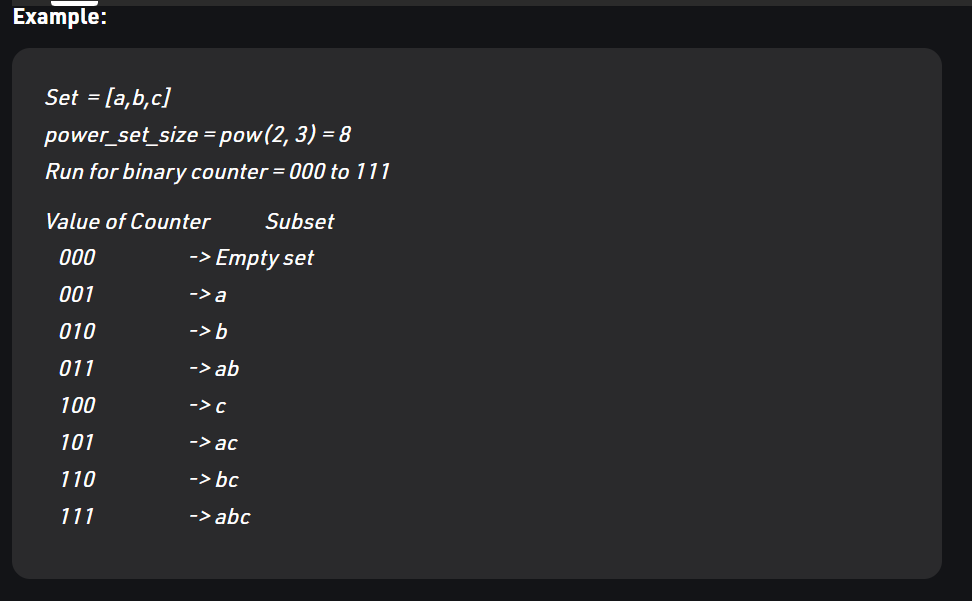 Example:
Set = [a,b,c]
power_set_size = pow(2, 3) = 8
Run for binary counter = 000 to 111
Value of Counter Subset
000 -> Empty set
001 -> a
010 -> b
011 -> ab
100 -> c
101 -> ac
110 -> bc
111 -> abc